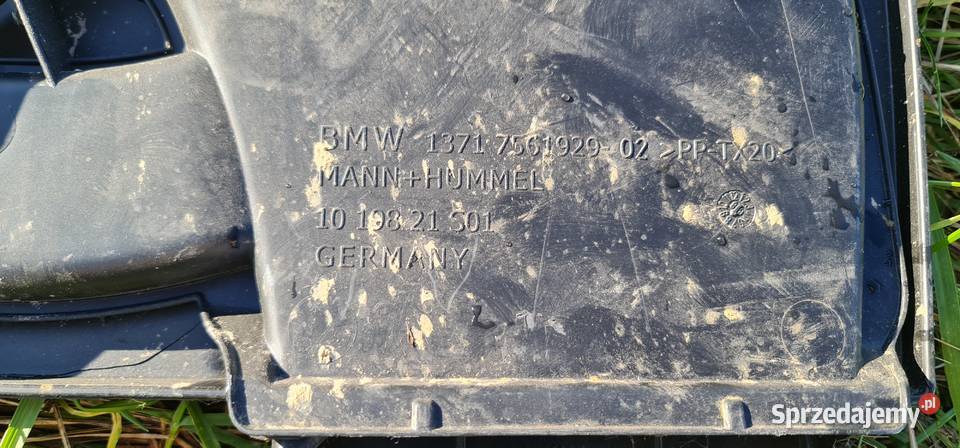 BMW 1371 7561929-02 >PP-TX20<
MANN+HUMMEL
10 198 21 S01
GERMANY
Sprzedajemy.pl